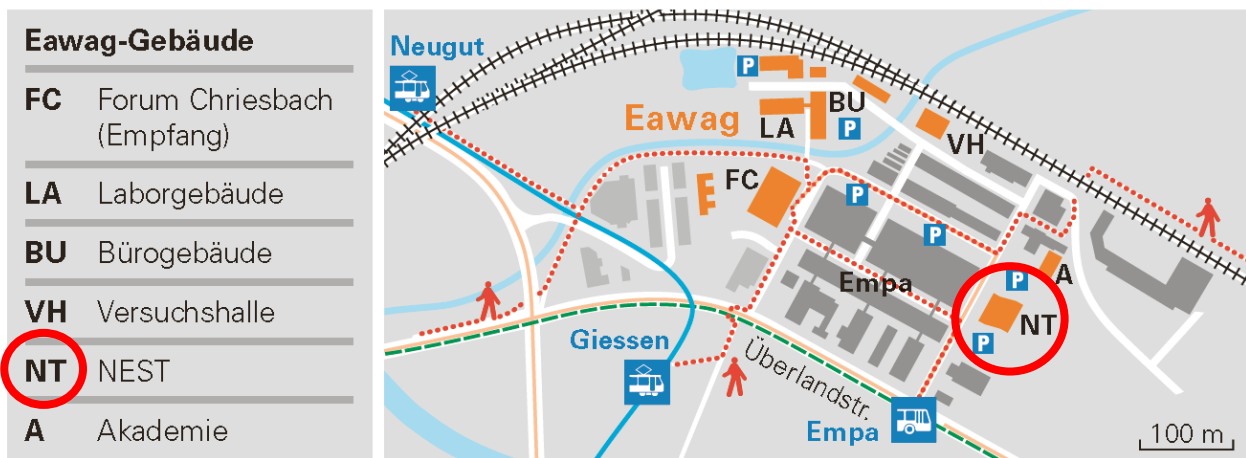 Eawag-Gebäude
FC Forum Chriesbach
(Empfang)
LA Laborgebäude
BU Bürogebäude
VH Versuchshalle
NT NEST
A Akademie
Neugut
P
BU
Eawag
LA
P
VH
FC
P
P
Empa
P
A
NT
P
Giessen
Überlandstr.
Empa
100 m